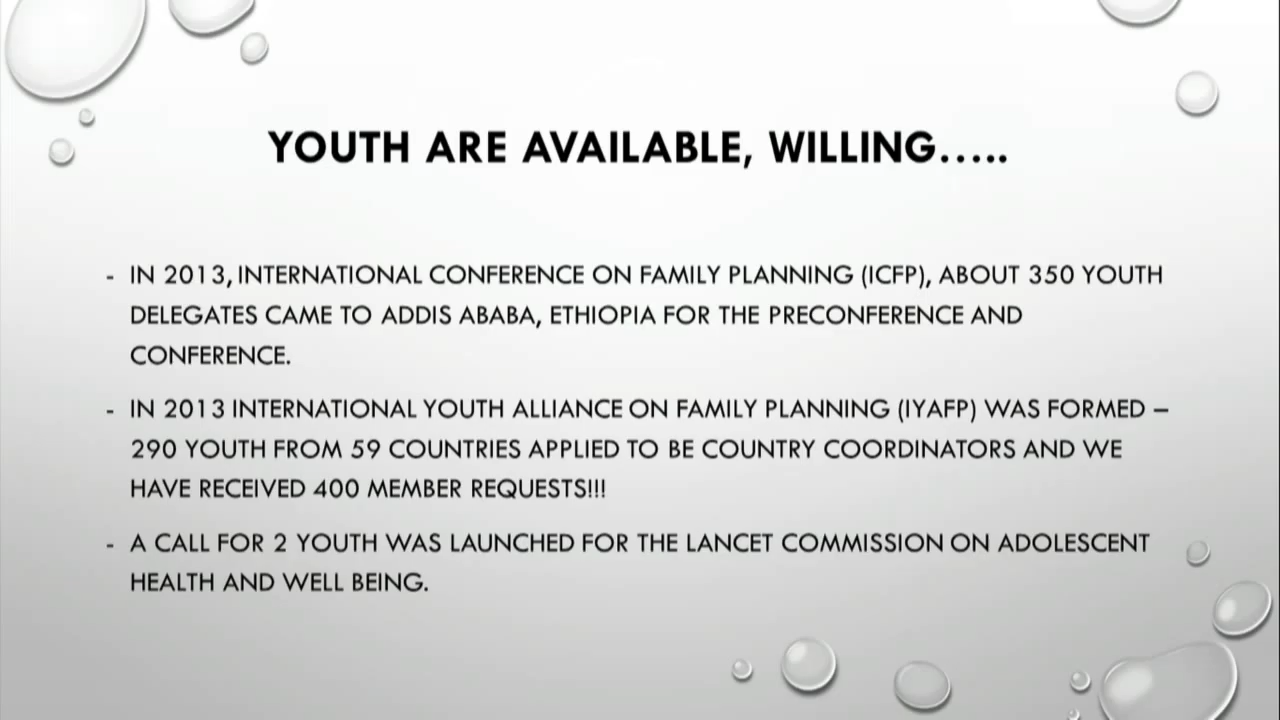 YOUTH ARE AVAILABLE, WILLING.....
- IN 2013, INTERNATIONAL CONFERENCE ON FAMILY PLANNING (ICFP), ABOUT 350 YOUTH
DELEGATES CAME TO ADDIS ABABA, ETHIOPIA FOR THE PRECONFERENCE AND
CONFERENCE.
- IN 2013 INTERNATIONAL YOUTH ALLIANCE ON FAMILY PLANNING (IYAFP) WAS FORMED –
290 YOUTH FROM 59 COUNTRIES APPLIED TO BE COUNTRY COORDINATORS AND WE
HAVE RECEIVED 400 MEMBER REQUESTS!!!
- A CALL FOR 2 YOUTH WAS LAUNCHED FOR THE LANCET COMMISSION ON ADOLESCENT
HEALTH AND WELL BEING.